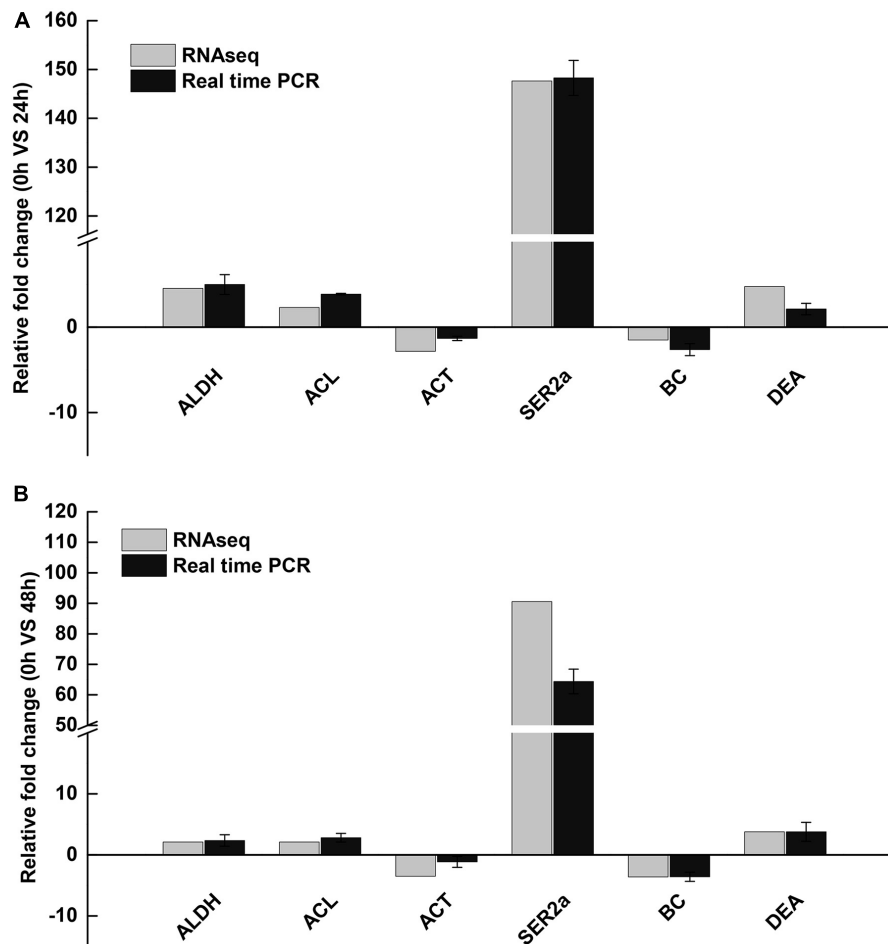 A
Relative fold change (0h VS 24h)
160
150
140
130
120
0
-10
RNAseq
Real time PCR
ALDH
ACL
ACT
SER2a
BC
DEA
B
Relative fold change (0h VS 48h)
120
110
100
90
80
70
60
50
10
0
-10
RNAseq
Real time PCR
ALDH
ACL
ACT
SER2a
BC
DEA